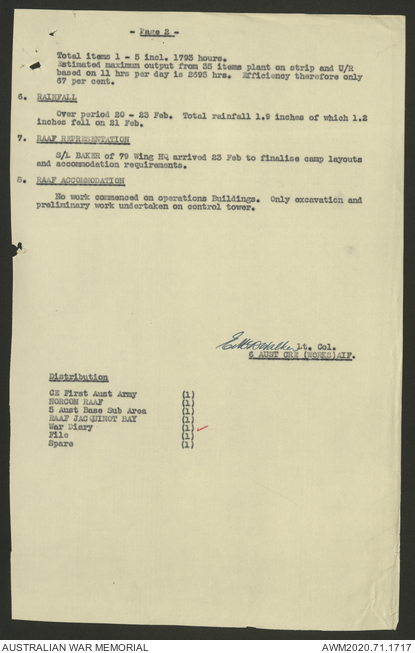 - Page 2 -
Total items 1 - 5 incl. 1793 hours.
Estimated maximum output from 35 items plant on strip and U/R
based on 11 hrs per day is 2695 hrs. Efficiency therefore only
67 per cent.
6. RAINFALL
Over period 20 - 23 Feb. Total rainfall 1.9 inches of which 1.2
inches fell on 21 Feb.
7. RAAF REPRESENTATION
S/L BAKER of 79 Wing HQ arrived 23 Feb to finalise camp layouts
and accommodation requirements.
8. RAAF ACCOMMODATION
No work commenced on operations Buildings. Only excavation and
preliminary work undertaken on control tower.
Lt. Col.
6 AUST CRE (WORKS) AIF.
Distribution
CE First Aust Army (1)
NORCOM RAAF (1)
5 Aust Base Sub Area (1)
RAAF JACQUINOT BAY (1)
War Diary (1)
File (1)
Spare (1)
AUSTRALIAN WAR MEMORIAL
AWM2020.71.1717